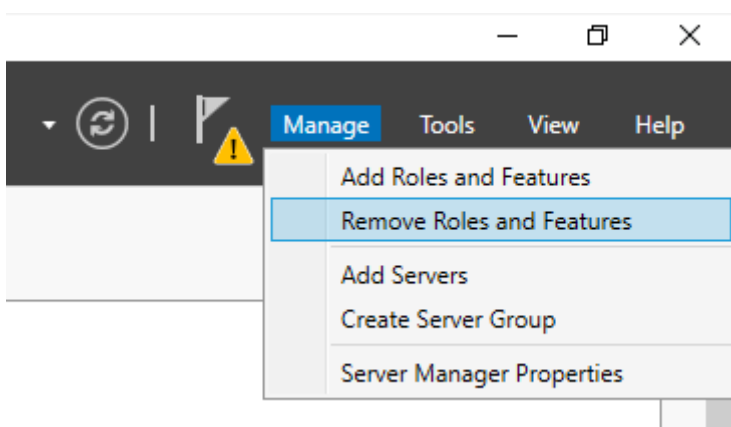 Manage Tools View Help
Add Roles and Features
Remove Roles and Features
Add Servers
Create Server Group
Server Manager Properties